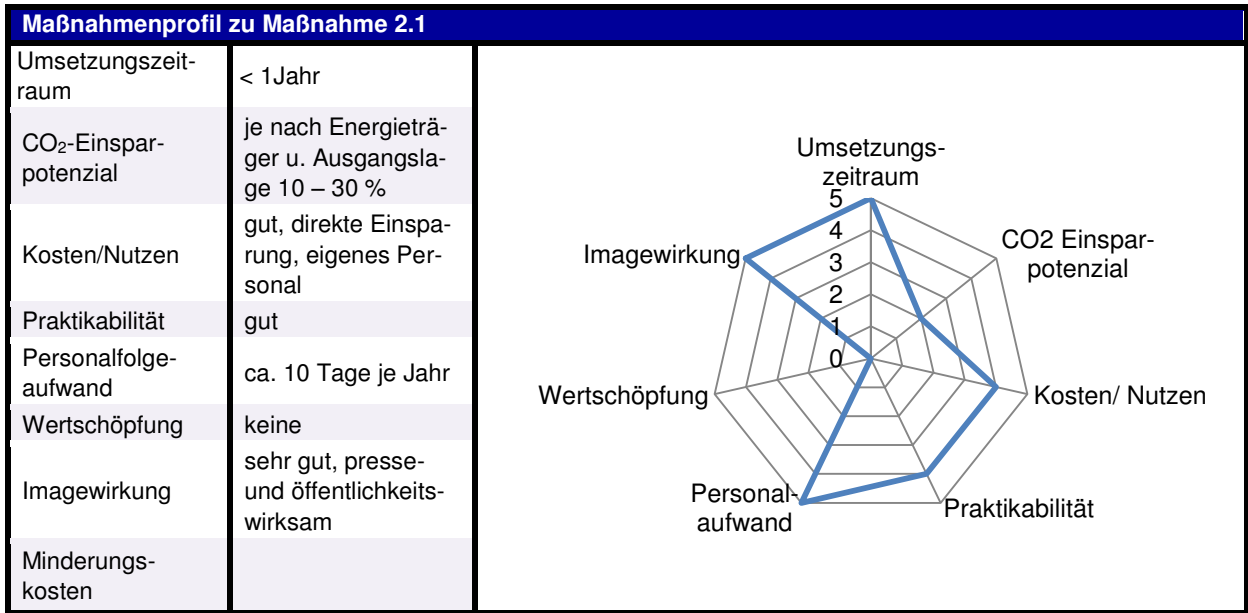 Maßnahmenprofil zu Maßnahme 2.1
Umsetzungszeit-
raum
< 1Jahr
CO₂-Einspar-
potenzial
je nach Energieträ-
ger u. Ausgangsla-
ge 10 – 30 %
Kosten/Nutzen
gut, direkte Einspa-
rung, eigenes Per-
sonal
Praktikabilität
gut
Personalfolge-
aufwand
ca. 10 Tage je Jahr
Wertschöpfung
keine
Imagewirkung
sehr gut, presse-
und öffentlichkeits-
wirksam
Minderungs-
kosten
Umsetzungs-
zeitraum
5
4
3
2
1
0
CO2 Einspar-
potenzial
Kosten/ Nutzen
Praktikabilität
Personal-
aufwand
Wertschöpfung
Imagewirkung